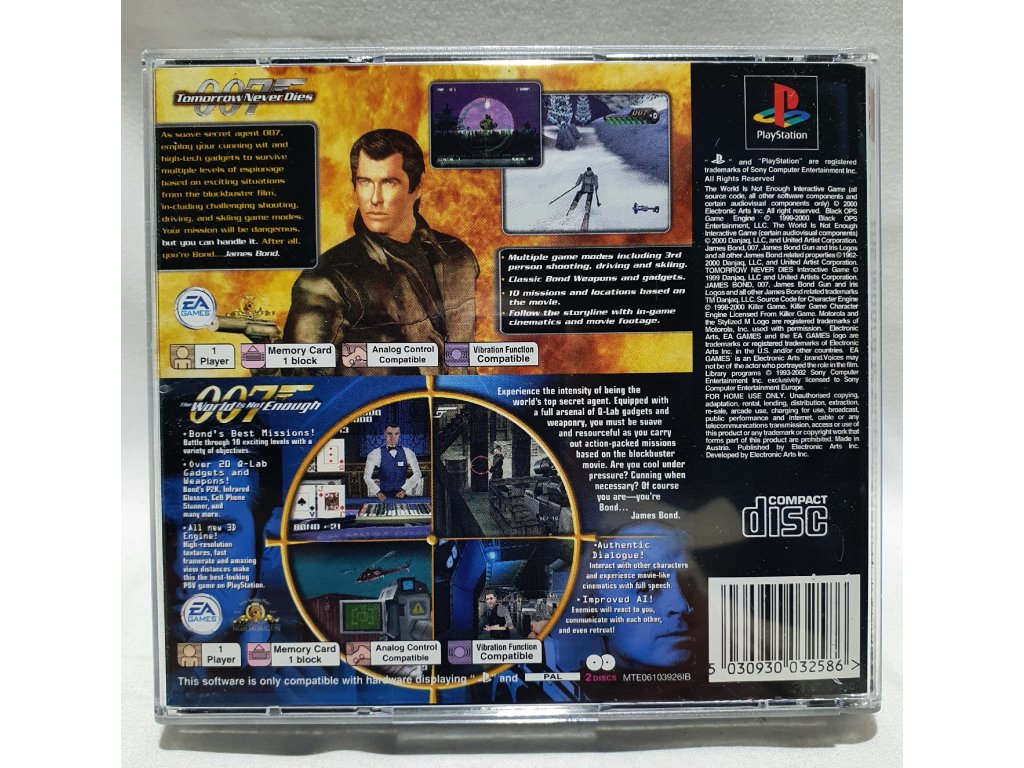 007
Tomorrow Never Dies
As suave secret agent 007,
employ your cunning wit and
high-tech gadgets to survive
multiple levels of espionage
based on exciting situations
from the blockbuster film,
in-cluding challenging shooting,
driving, and skiing game modes.
Your mission will be dangerous,
but you can handle it. After all,
you're Bond...James Bond.
007
• Multiple game modes including 3rd
person shooting, driving and skiing.
• Classic Bond Weapons and gadgets.
• 10 missions and locations based on
the movie.
• Follow the storyline with in-game
cinematics and movie footage.
EA
GAMES
1
Player
Memory Card
1 block
Analog Control
Compatible
Vibration Function
Compatible
007
The World Is Not Enough
• Bond's Best Missions!
Battle through 10 exciting levels with a
variety of objectives.
• Over 20 Q-Lab
Gadgets and
Weapons!
Bond's P2K, Infrared
Glasses, Cell Phone
Stunner, and
many more.
• All new 3D
Engine!
High-resolution
textures, fast
framerate and amazing
view distances make
this the best-looking
POV game on PlayStation.
BOND
Experience the intensity of being the
world's top secret agent. Equipped with
a full arsenal of Q-Lab gadgets and
weaponry, you must be suave
and resourceful as you carry
out action-packed missions
based on the blockbuster
movie. Are you cool under
pressure? Cunning when
necessary? Of course
you are—you're
Bond...
James Bond.
• Authentic
Dialogue!
Interact with other characters
and experience movie-like
cinematics with full speech.
• Improved AI!
Enemies will react to you,
communicate with each other,
and even retreat!
EA
GAMES
1
Player
Memory Card
1 block
Analog Control
Compatible
Vibration Function
Compatible
This software is only compatible with hardware displaying " " and
PAL
2 DISCS
MTE06103926IB
PlayStation
" " and "PlayStation" are registered
trademarks of Sony Computer Entertainment Inc.
All Rights Reserved
The World Is Not Enough Interactive Game (all
source code, all other software components and
certain audiovisual components only) © 2000
Electronic Arts Inc. All right reserved. Black OPS
Game Engine © 1999-2000 Black OPS
Entertainment, LLC. The World Is Not Enough
Interactive Game (certain audiovisual components)
© 2000 Danjaq, LLC, and United Artist Corporation.
James Bond, 007, James Bond Gun and Iris Logos
and all other James Bond related properties © 1962-
2000 Danjaq, LLC, and United Artist Corporation.
TOMORROW NEVER DIES Interactive Game ©
1999 Danjaq, LLC and United Artists Corporation.
JAMES BOND, 007, James Bond Gun and Iris
Logos and all other James Bond related Trademarks
TM Danjaq, LLC. Source Code for Character Engine
© 1998-2000 Killer Game. Killer Game Character
Engine Licensed From Killer Game. Motorola and
the Stylized M Logo are registered trademarks of
Motorola, Inc. used with permission. Electronic
Arts, EA GAMES and the EA GAMES logo are
trademarks or registered trademarks of Electronic
Arts Inc. in the U.S. and/or other countries. EA
GAMES is an Electronic Arts brand.Voices may
not be of the actor who portrayed the role in the film.
Library programs © 1993-2002 Sony Computer
Entertainment Inc. exclusively licensed to Sony
Computer Entertainment Europe.
FOR HOME USE ONLY. Unauthorised copying,
adaptation, rental, lending, distribution, extraction,
re-sale, arcade use, charging for use, broadcast,
public performance and internet, cable or any
telecommunications transmission, access or use of
this product or any trademark or copyright work that
forms part of this product are prohibited. Made in
Austria. Published by Electronic Arts Inc.
Developed by Electronic Arts Inc.
COMPACT
disc
5 030930 032586 >